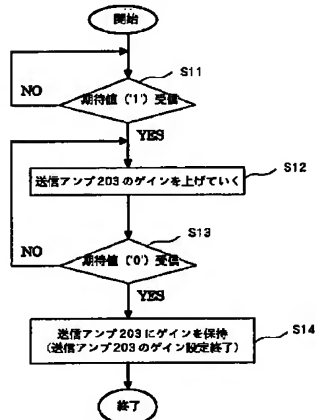 開始
S11
期待値('1')受信
NO
YES
S12
送信アンプ203のゲインを上げていく
S13
期待値('0')受信
NO
YES
S14
送信アンプ203にゲインを保持
(送信アンプ203のゲイン設定終了)
終了